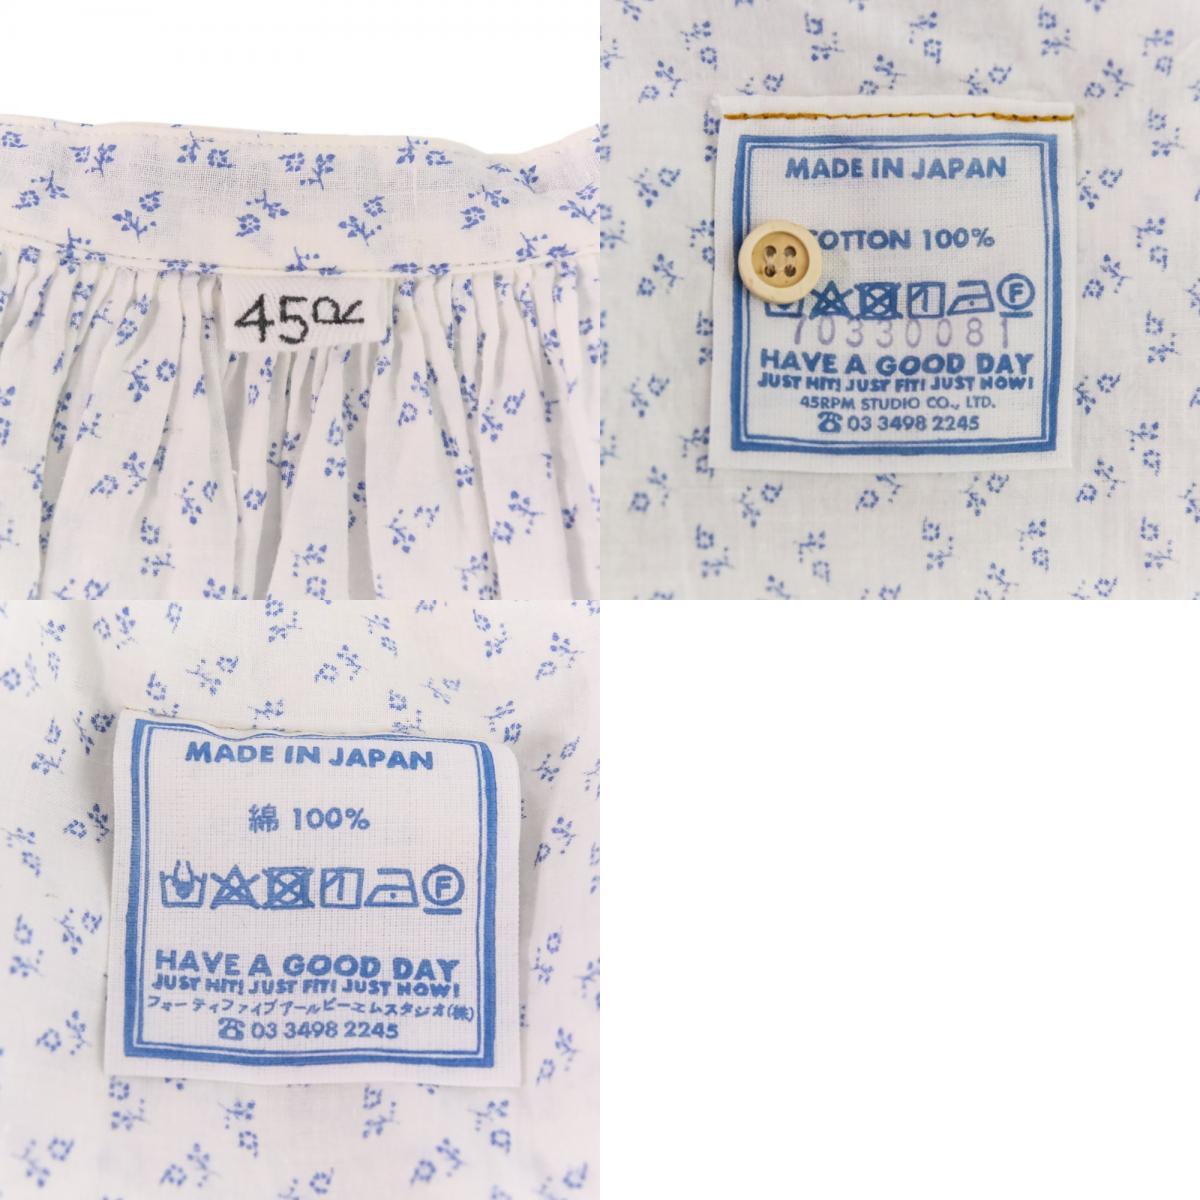 45R
MADE IN JAPAN
COTTON 100%
F
70330081
HAVE A GOOD DAY
JUST HIT! JUST FIT! JUST NOW!
45RPM STUDIO CO., LTD.
☎ 03 3498 2245
MADE IN JAPAN
綿 100%
F
HAVE A GOOD DAY
JUST HIT! JUST FIT! JUST NOW!
フォーティファイブアールピーエムスタジオ(株)
☎ 03 3498 2245